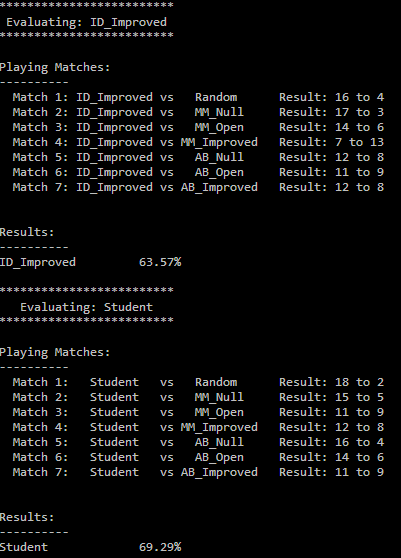 *************************
Evaluating: ID_Improved
*************************
Playing Matches:
----------
Match 1: ID_Improved vs Random Result: 16 to 4
Match 2: ID_Improved vs MM_Null Result: 17 to 3
Match 3: ID_Improved vs MM_Open Result: 14 to 6
Match 4: ID_Improved vs MM_Improved Result: 7 to 13
Match 5: ID_Improved vs AB_Null Result: 12 to 8
Match 6: ID_Improved vs AB_Open Result: 11 to 9
Match 7: ID_Improved vs AB_Improved Result: 12 to 8
Results:
----------
ID_Improved 63.57%
*************************
Evaluating: Student
*************************
Playing Matches:
----------
Match 1: Student vs Random Result: 18 to 2
Match 2: Student vs MM_Null Result: 15 to 5
Match 3: Student vs MM_Open Result: 11 to 9
Match 4: Student vs MM_Improved Result: 12 to 8
Match 5: Student vs AB_Null Result: 16 to 4
Match 6: Student vs AB_Open Result: 14 to 6
Match 7: Student vs AB_Improved Result: 11 to 9
Results:
----------
Student 69.29%